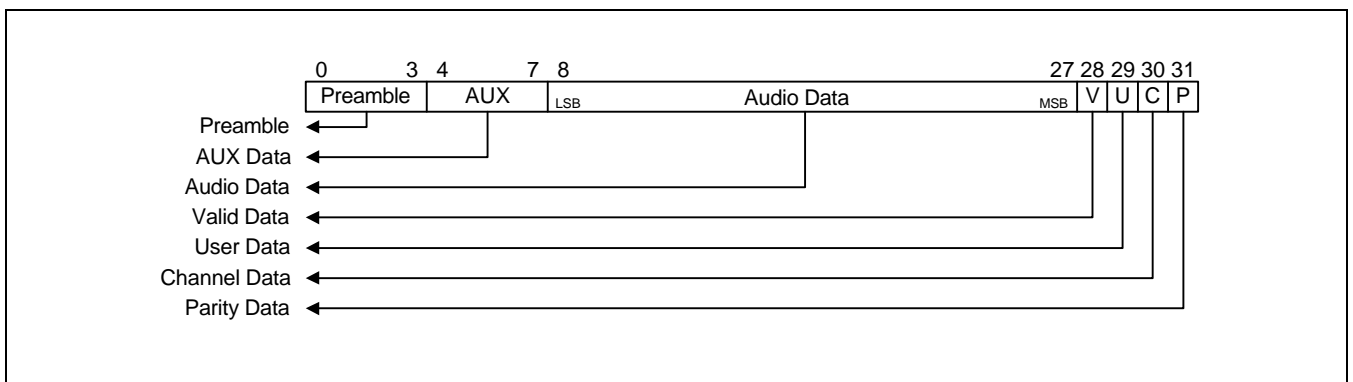 0 3 4 7 8 27 28 29 30 31
Preamble AUX LSB Audio Data MSB V U C P
Preamble
AUX Data
Audio Data
Valid Data
User Data
Channel Data
Parity Data